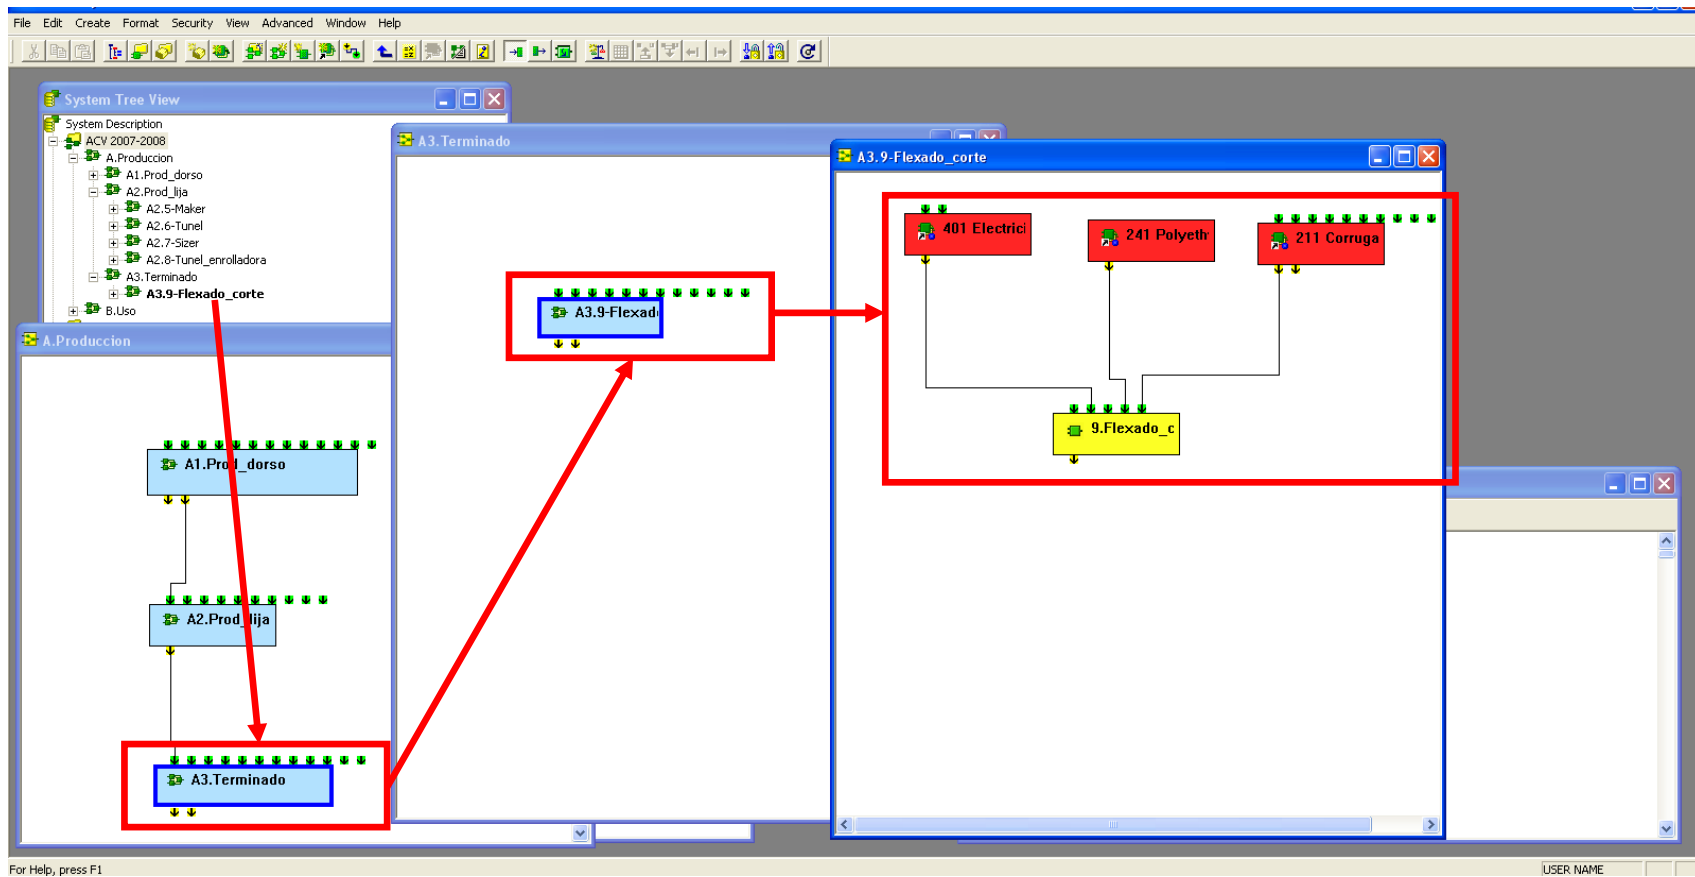 File Edit Create Format Security View Advanced Window Help
System Tree View
System Description
ACV 2007-2008
A.Produccion
A1.Prod_dorso
A2.Prod_lija
A2.5-Maker
A2.6-Tunel
A2.7-Sizer
A2.8-Tunel_enrolladora
A3.Terminado
A3.9-Flexado_corte
B.Uso
A.Produccion
A1.Prod_dorso
A2.Prod_lija
A3.Terminado
A3.Terminado
A3.9-Flexad
A3.9-Flexado_corte
401 Electrici
241 Polyeth
211 Corruga
9.Flexado_c
For Help, press F1
USER NAME